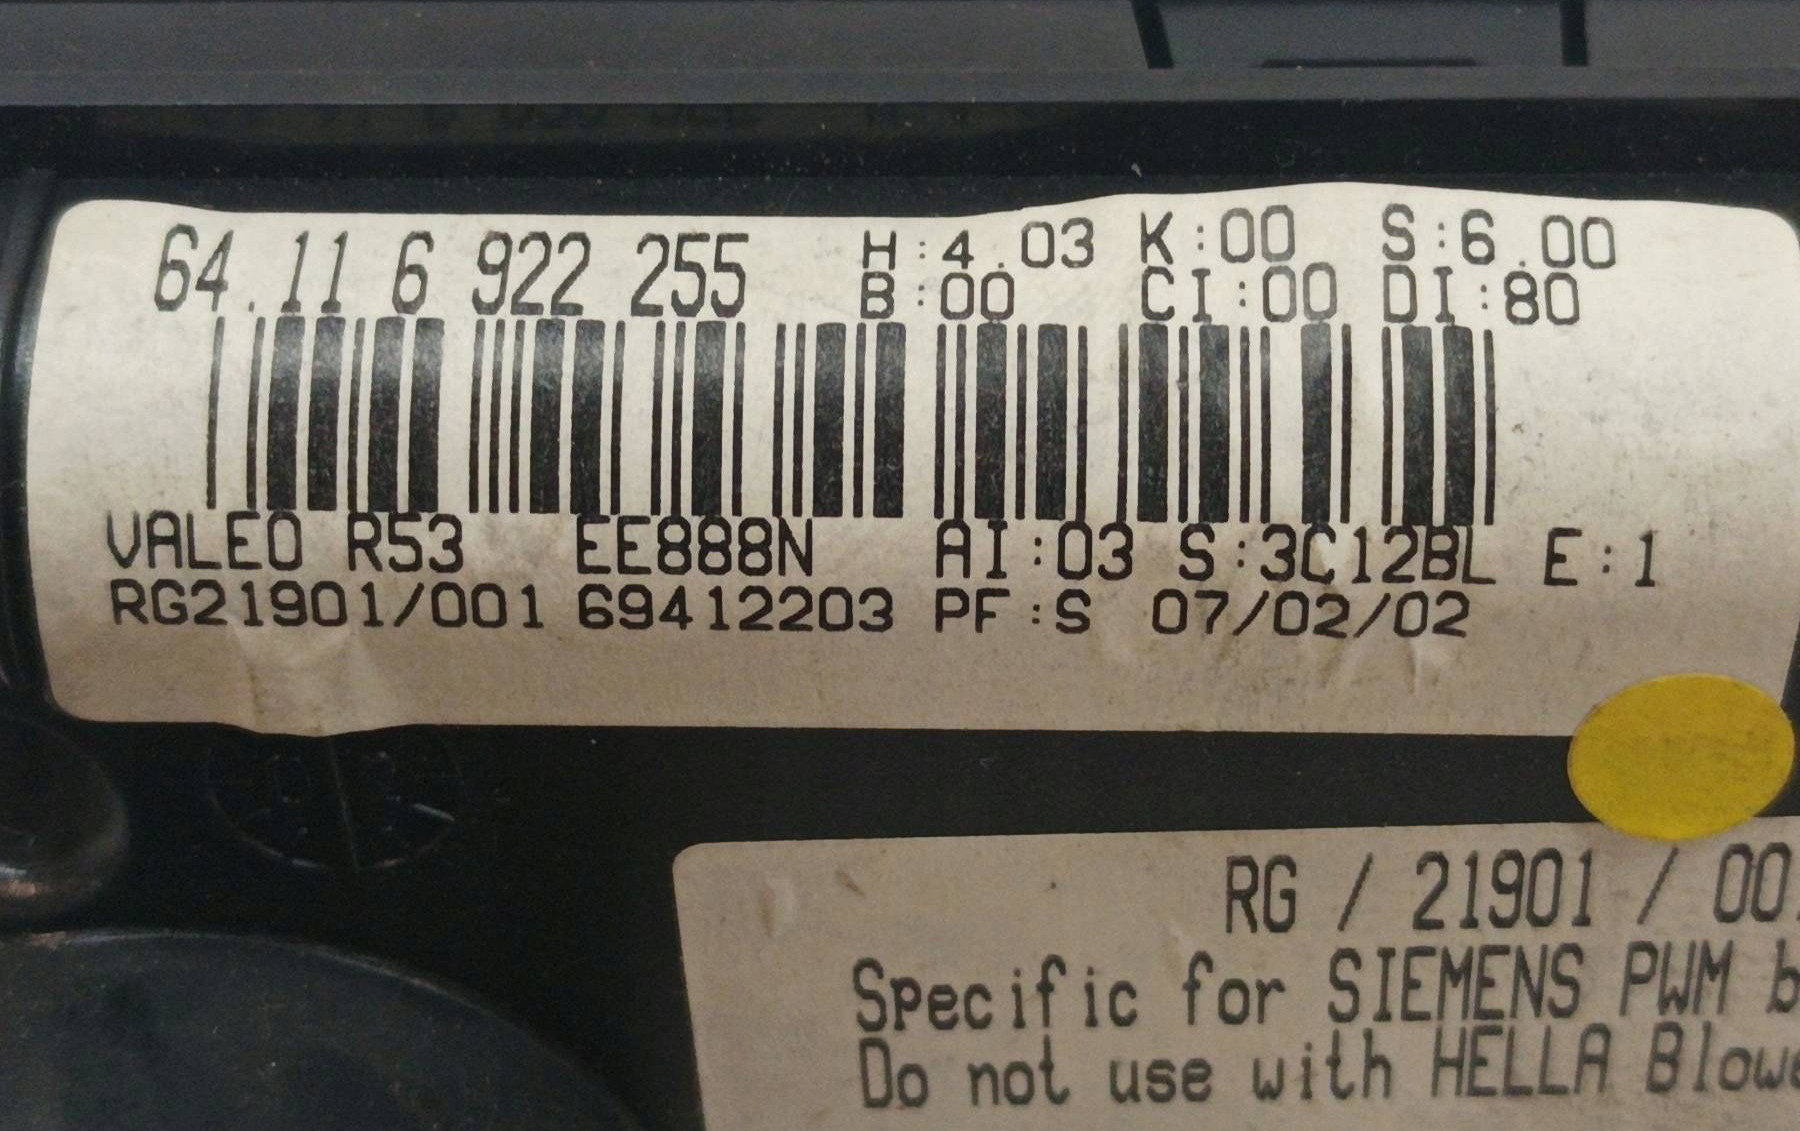 64.11 6 922 255 H:4.03 K:00 S:6.00
B:00 CI:00 DI:80
VALEO R53 EE888N AI:03 S:3C12BL E:1
RG21901/001 69412203 PF:S 07/02/02
RG / 21901 / 00
Specific for SIEMENS PWM b
Do not use with HELLA Blow